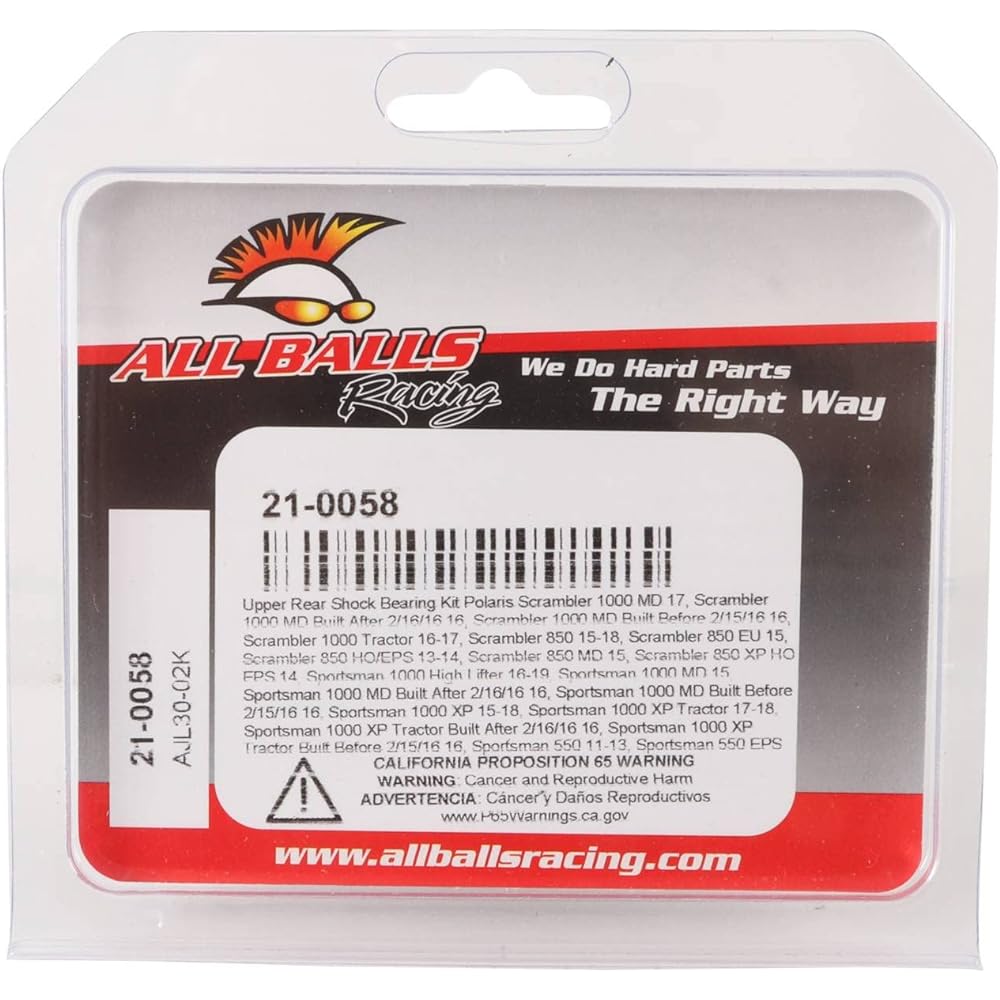 ALL BALLS
Racing
We Do Hard Parts
The Right Way
21-0058
Upper Rear Shock Bearing Kit Polaris Scrambler 1000 MD 17, Scrambler
1000 MD Built After 2/16/16 16, Scrambler 1000 MD Built Before 2/15/16 16,
Scrambler 1000 Tractor 16-17, Scrambler 850 15-18, Scrambler 850 EU 15,
Scrambler 850 HO/EPS 13-14, Scrambler 850 MD 15, Scrambler 850 XP HO
EPS 14, Sportsman 1000 High Lifter 16-19, Sportsman 1000 MD 15,
Sportsman 1000 MD Built After 2/16/16 16, Sportsman 1000 MD Built Before
2/15/16 16, Sportsman 1000 XP 15-18, Sportsman 1000 XP Tractor 17-18,
Sportsman 1000 XP Tractor Built After 2/16/16 16, Sportsman 1000 XP
Tractor Built Before 2/15/16 16, Sportsman 550 11-13, Sportsman 550 EPS
CALIFORNIA PROPOSITION 65 WARNING
WARNING: Cancer and Reproductive Harm
ADVERTENCIA: Cáncer y Daños Reproductivos
www.P65Warnings.ca.gov
21-0058
AJL30-02K
www.allballsracing.com